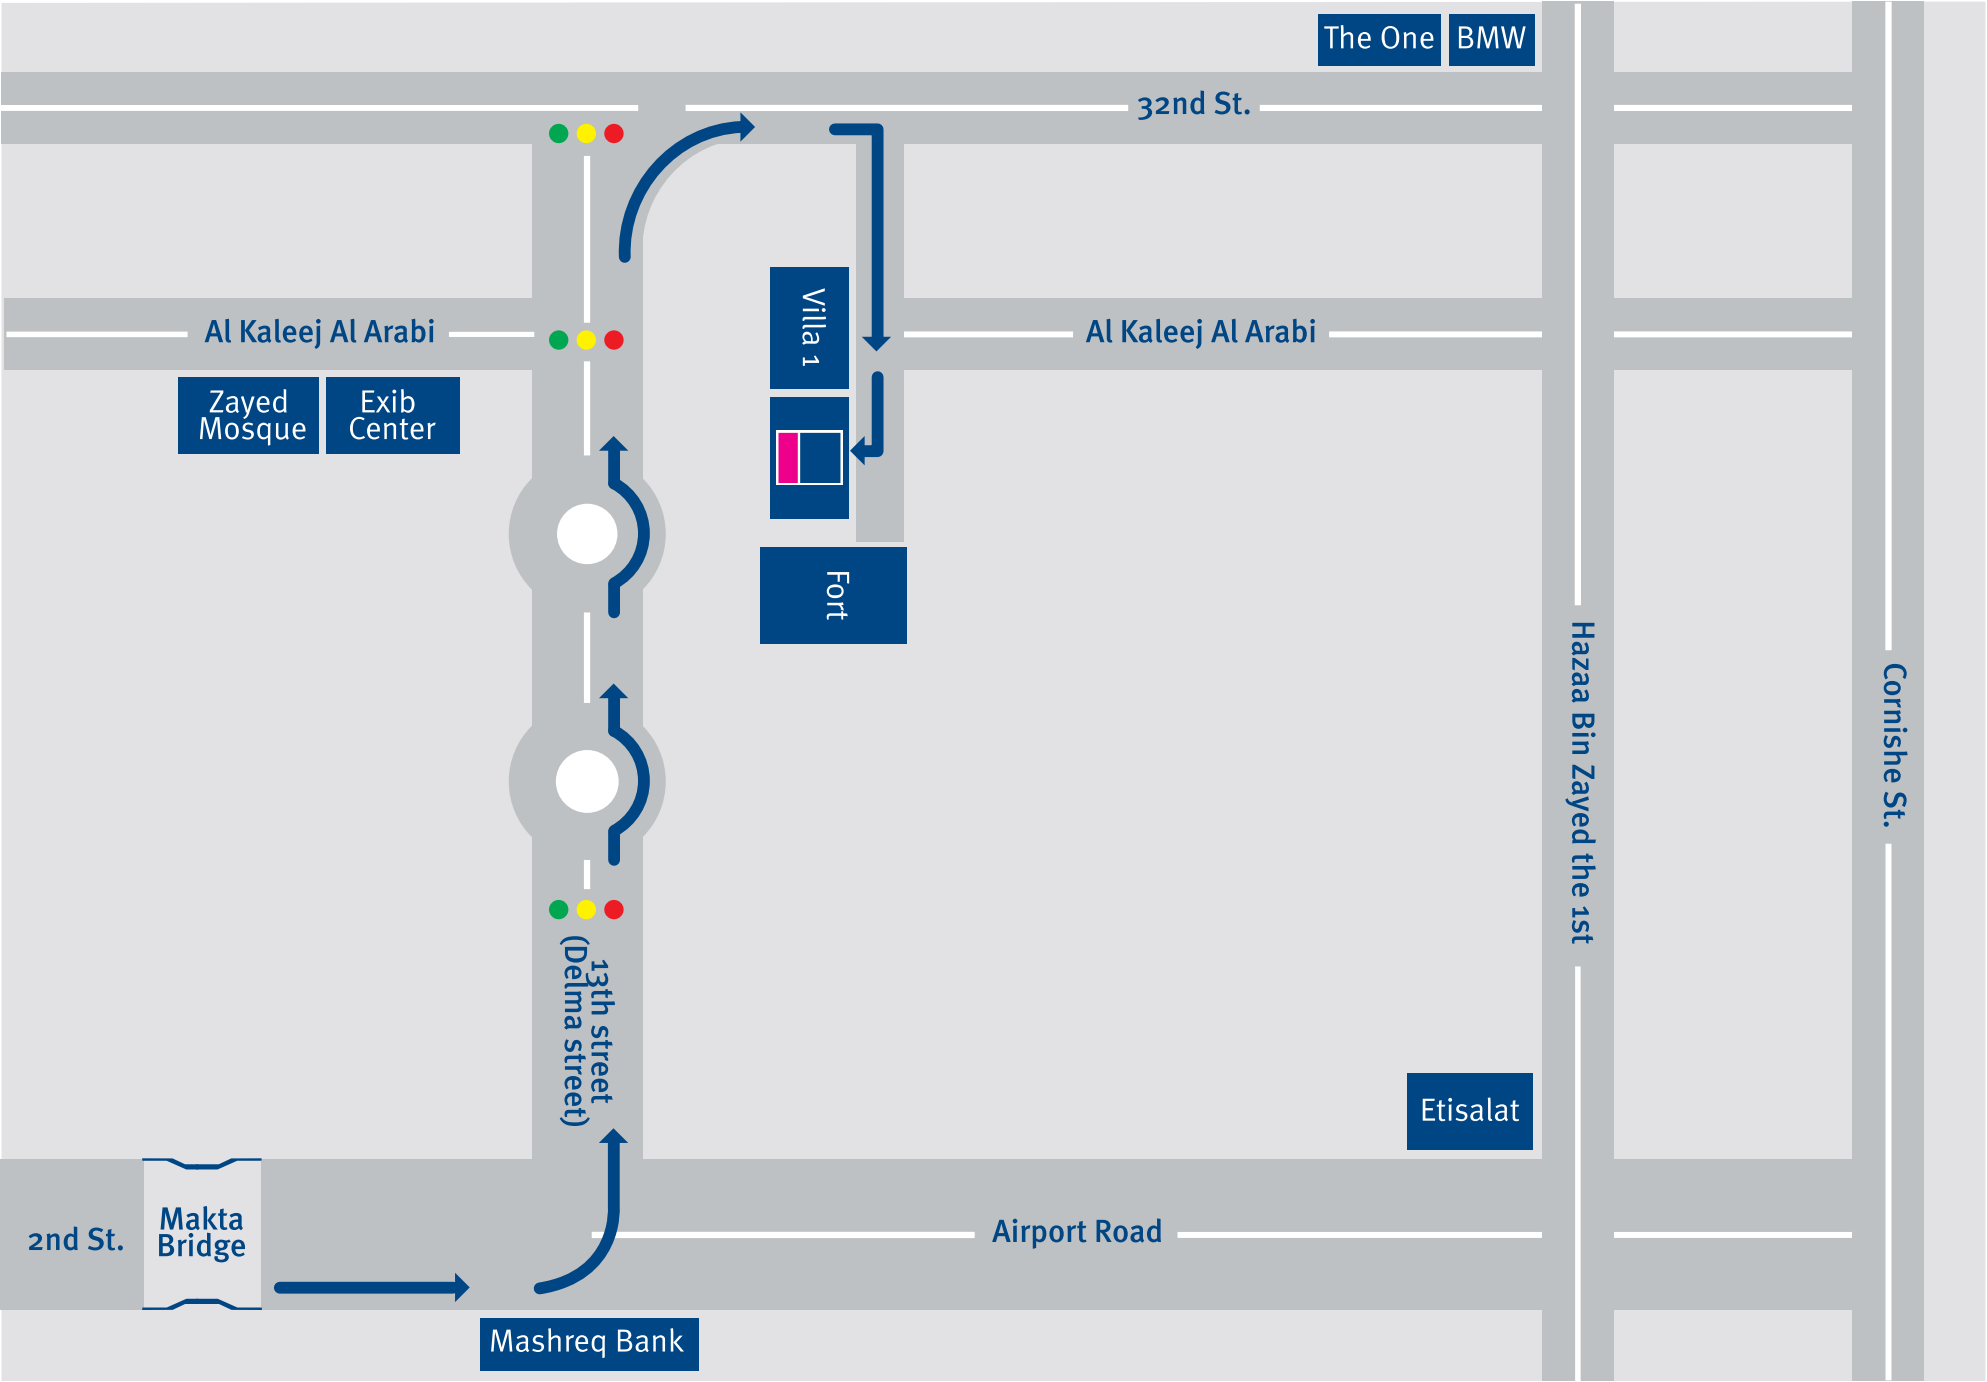 The One
BMW
32nd St.
Villa 1
Al Kaleej Al Arabi
Al Kaleej Al Arabi
Zayed
Mosque
Exib
Center
Fort
Hazaa Bin Zayed the 1st
Cornishe St.
13th street
(Delma street)
Etisalat
2nd St.
Makta
Bridge
Airport Road
Mashreq Bank